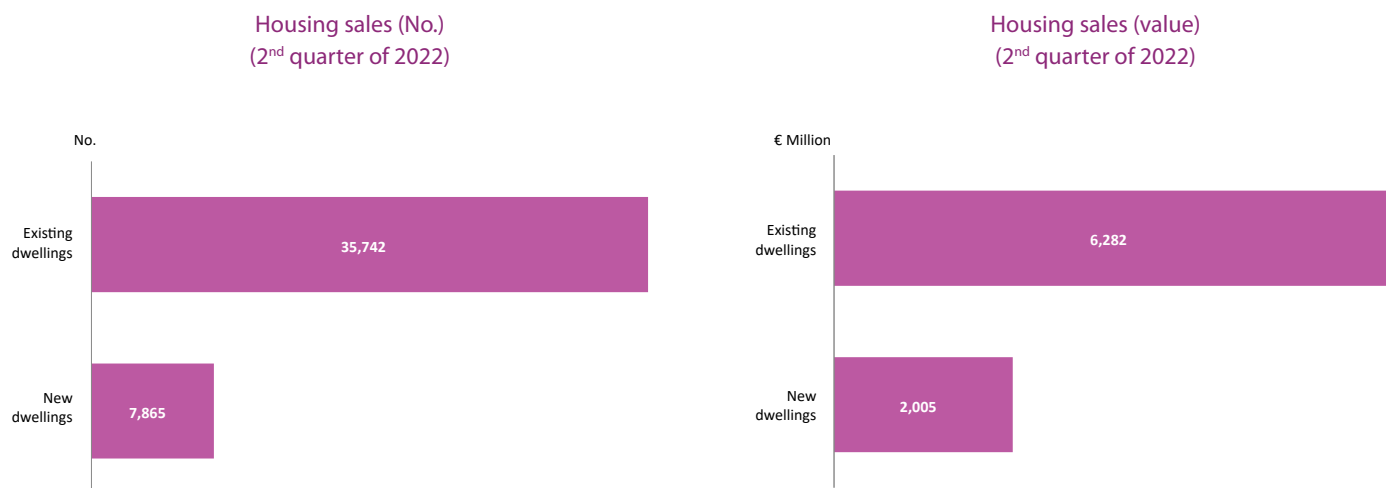 Housing sales (No.)
(2nd quarter of 2022)
No.
Existing
dwellings
35,742
New
dwellings
7,865
Housing sales (value)
(2nd quarter of 2022)
€ Million
Existing
dwellings
6,282
New
dwellings
2,005